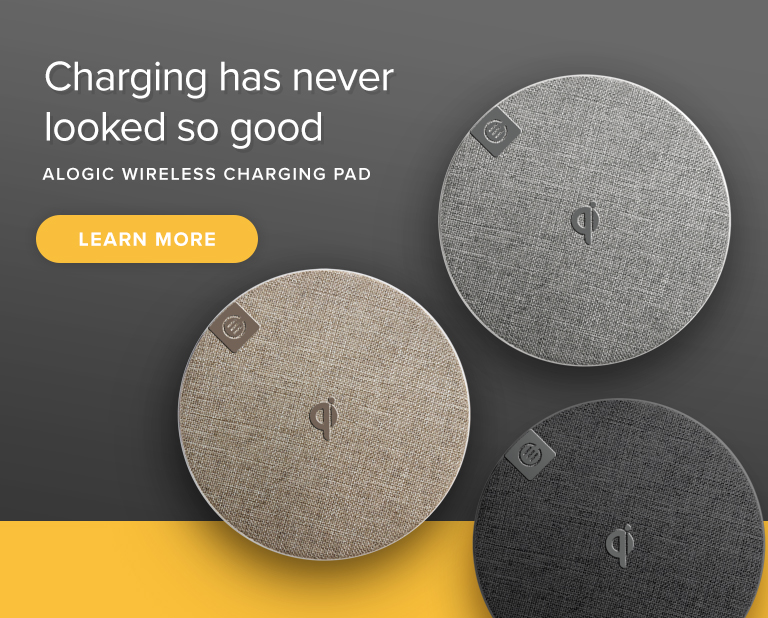 Charging has never
looked so good
ALOGIC WIRELESS CHARGING PAD
LEARN MORE
qi
qi
qi